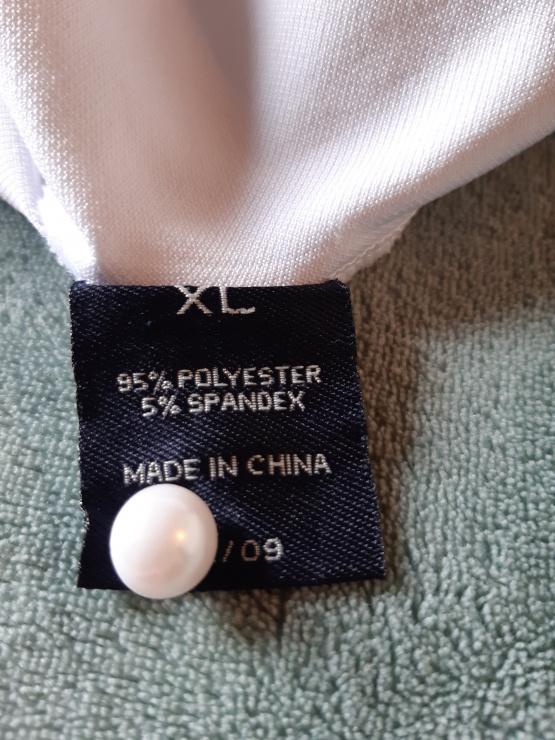 XL
95% POLYESTER
5% SPANDEX
MADE IN CHINA
/09